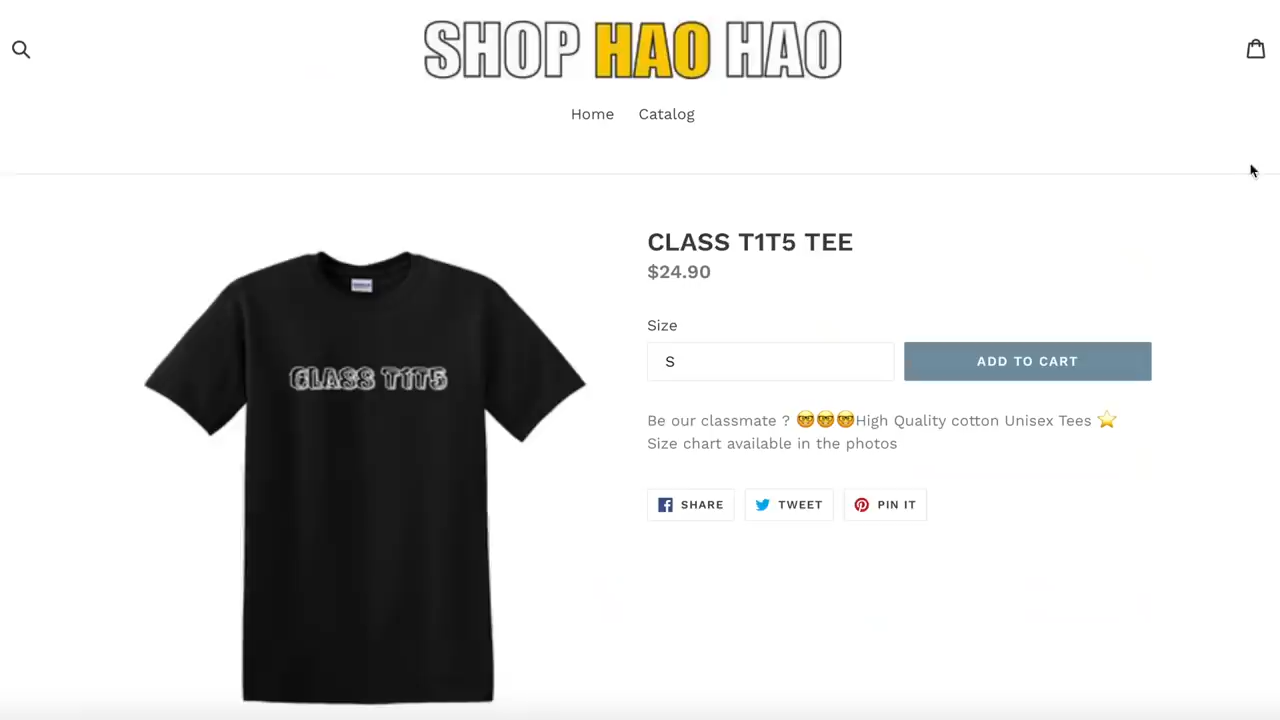 SHOP HAO HAO
Home Catalog
CLASS T1T5 TEE
$24.90
Size
S
ADD TO CART
CLASS T1T5
Be our classmate ? 🤓🤓🤓High Quality cotton Unisex Tees ⭐
Size chart available in the photos
SHARE TWEET PIN IT